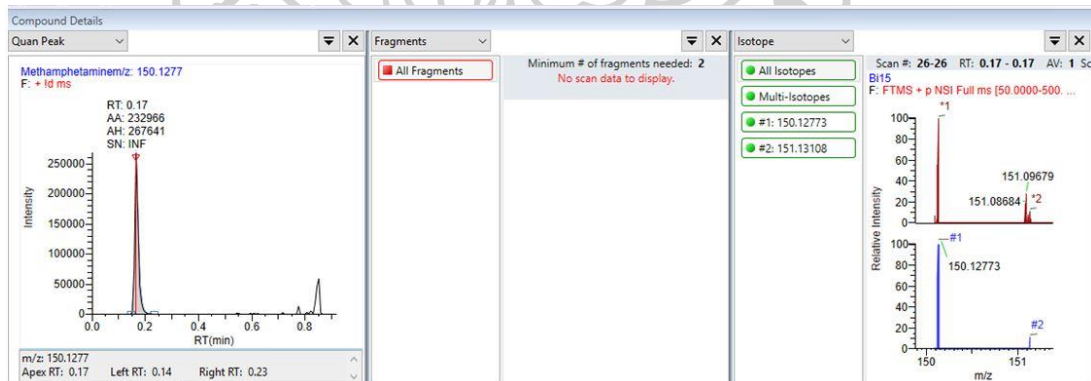 Compound Details
Quan Peak
Methamphetaminem/z: 150.1277
F: + !d ms
RT: 0.17
AA: 232966
AH: 267641
SN: INF
250000
200000
150000
100000
50000
0
Intensity
0.0 0.2 0.4 0.6 0.8
RT(min)
m/z: 150.1277
Apex RT: 0.17 Left RT: 0.14 Right RT: 0.23
Fragments
All Fragments
Minimum # of fragments needed: 2
No scan data to display.
Isotope
All Isotopes
Multi-Isotopes
#1: 150.12773
#2: 151.13108
Scan #: 26-26 RT: 0.17 - 0.17 AV: 1 Sc
Bi15
F: FTMS + p NSI Full ms [50.0000-500. ...
*1
100
80
60
40
20
0
151.09679
151.08684
*2
Relative Intensity
#1
100
80
60
40
20
0
150.12773
#2
150 151
m/z